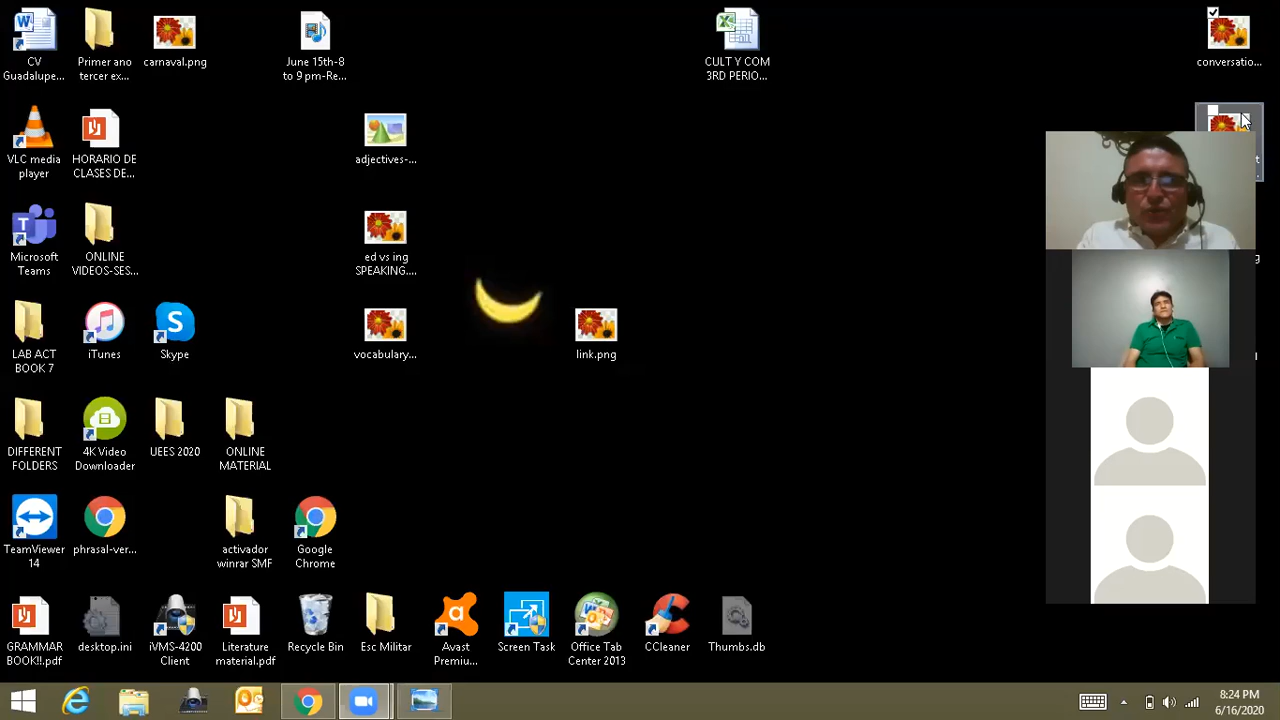 CV
Guadalupe...
Primer ano
tercer ex...
carnaval.png
June 15th-8
to 9 pm-Re...
CULT Y COM
3RD PERIO...
conversatio...
VLC media
player
HORARIO DE
CLASES DE...
adjectives-...
Microsoft
Teams
ONLINE
VIDEOS-SES...
ed vs ing
SPEAKING....
LAB ACT
BOOK 7
iTunes
Skype
vocabulary...
link.png
DIFFERENT
FOLDERS
4K Video
Downloader
UEES 2020
ONLINE
MATERIAL
TeamViewer
14
phrasal-ver...
activador
winrar SMF
Google
Chrome
GRAMMAR
BOOK!!.pdf
desktop.ini
iVMS-4200
Client
Literature
material.pdf
Recycle Bin
Esc Militar
Avast
Premiu...
Screen Task
Office Tab
Center 2013
CCleaner
Thumbs.db
8:24 PM
6/16/2020